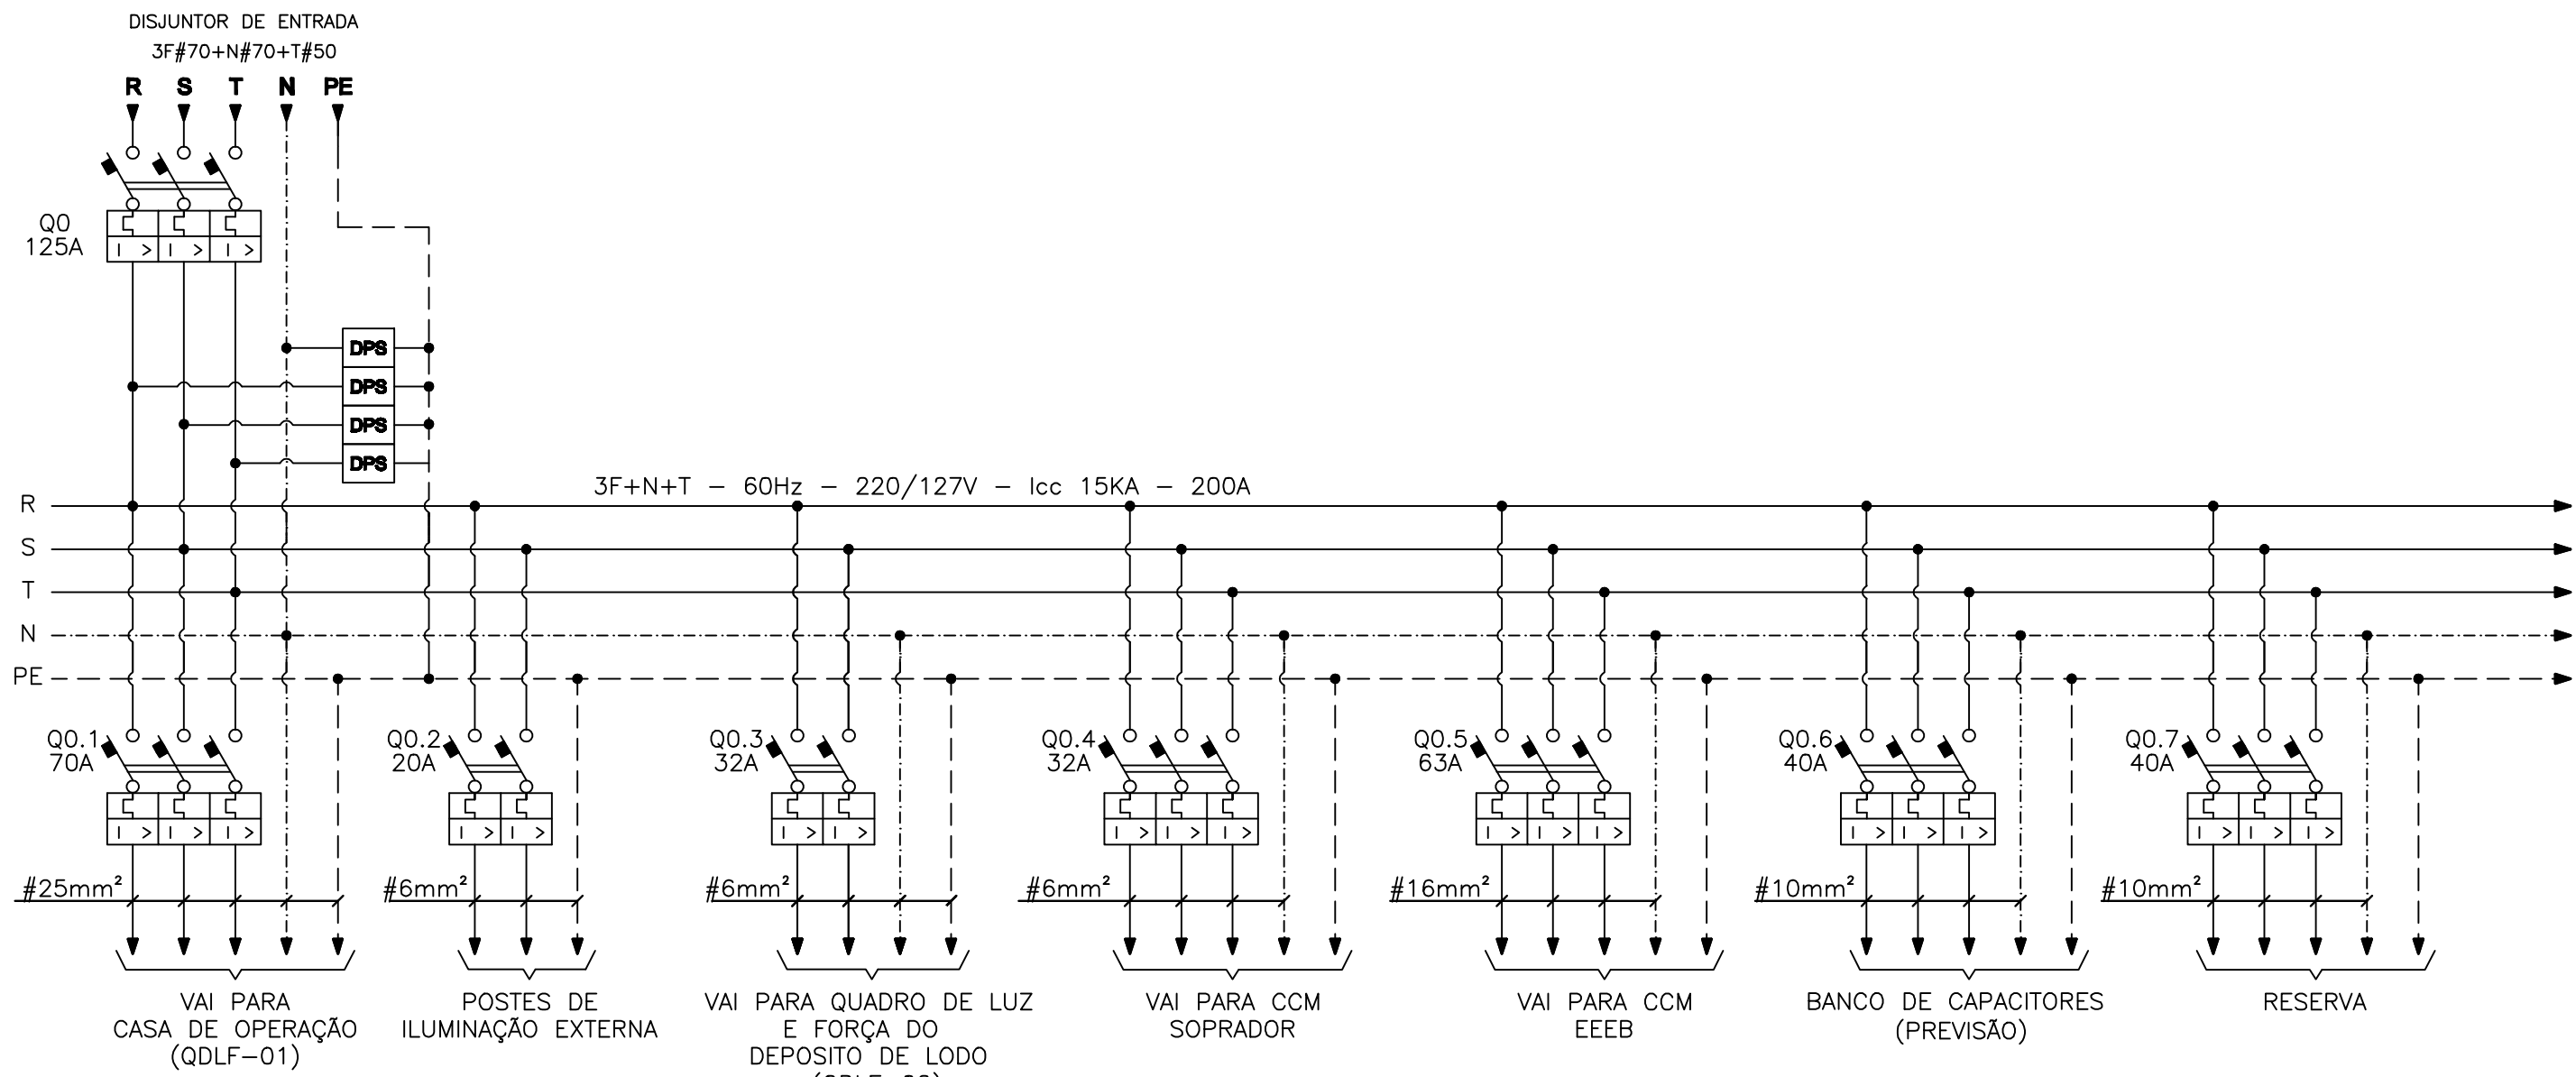 DISJUNTOR DE ENTRADA
3F#70+N#70+T#50
R S T N PE
Q0
125A
I > I > I >
DPS
DPS
DPS
DPS
3F+N+T - 60Hz - 220/127V - Icc 15KA - 200A
R
S
T
N
PE
Q0.1 Q0.2 Q0.3 Q0.4 Q0.5 Q0.6 Q0.7
70A 20A 32A 32A 63A 40A 40A
I > I > I > I > I > I > I > I > I > I > I > I > I > I > I > I > I > I > I >
#25mm² #6mm² #6mm² #6mm² #16mm² #10mm² #10mm²
VAI PARA
CASA DE OPERAÇÃO
(QDLF-01)
POSTES DE
ILUMINAÇÃO EXTERNA
VAI PARA QUADRO DE LUZ
E FORÇA DO
DEPOSITO DE LODO
VAI PARA CCM
SOPRADOR
VAI PARA CCM
EEEB
BANCO DE CAPACITORES
(PREVISÃO)
RESERVA